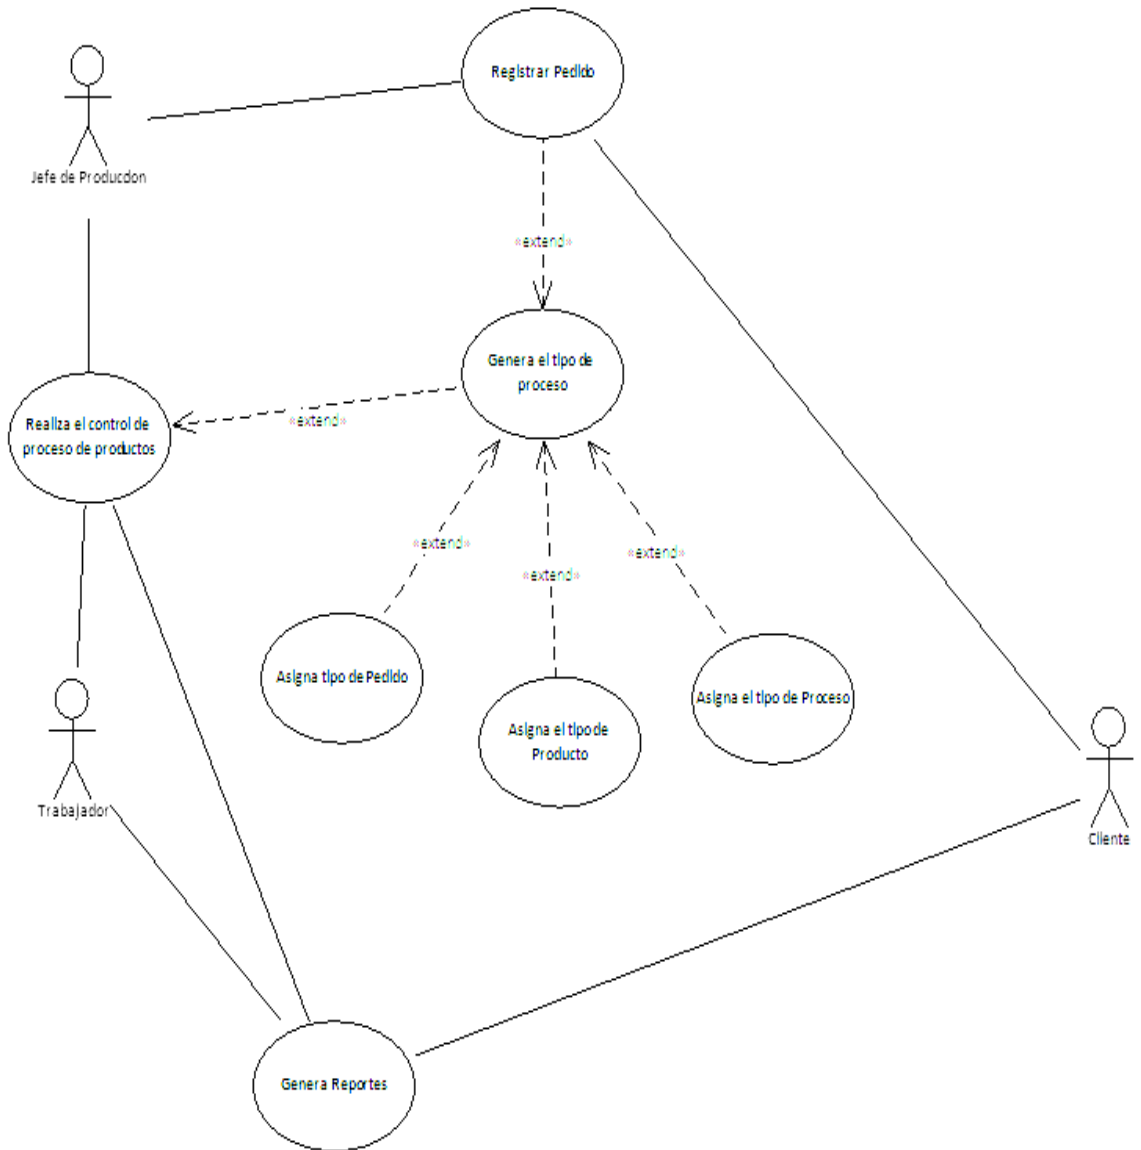 Registrar Pedido
Jefe de Producdon
«extend»
Genera el tipo de
proceso
Realiza el control de
proceso de productos
«extend»
«extend»
«extend»
«extend»
Asigna tipo de Pedido
Asigna el tipo de Proceso
Asigna el tipo de
Producto
Trabajador
Cliente
Genera Reportes